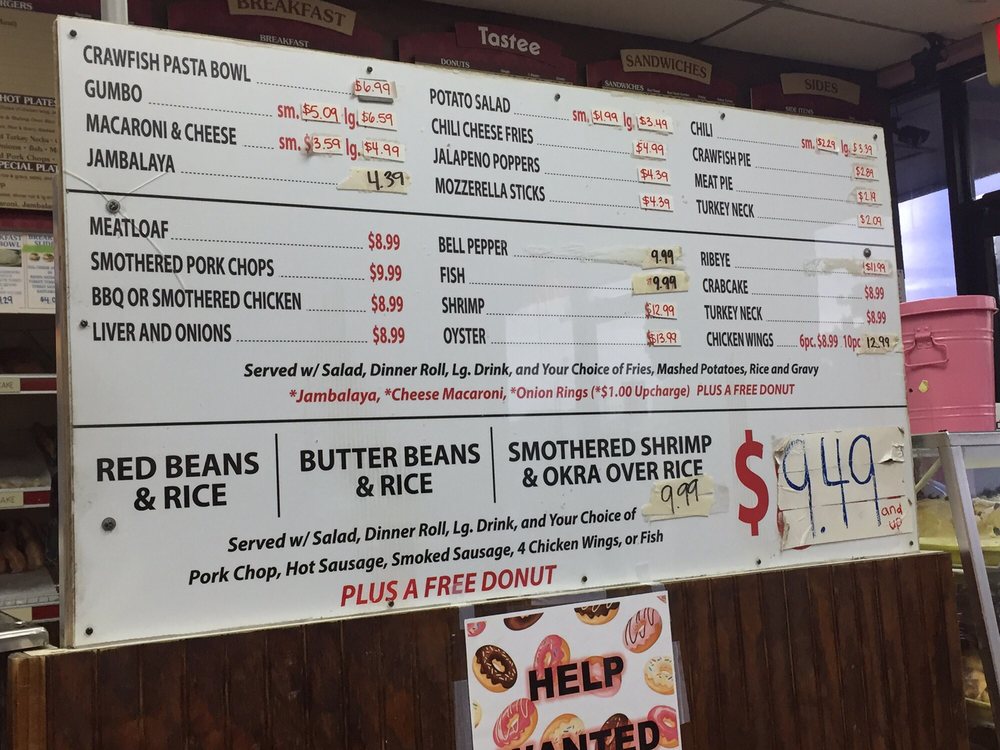 BREAKFAST
BREAKFAST
Tastee
DONUTS
SANDWICHES
SANDWICHES
SIDES
SIDE ITEMS
HOT PLATES
CRAWFISH PASTA BOWL $6.99
GUMBO sm. $5.09 lg. $6.59
MACARONI & CHEESE sm. $3.59 lg. $4.99
JAMBALAYA 4.39
POTATO SALAD sm. $1.99 lg. $3.49
CHILI CHEESE FRIES $4.99
JALAPENO POPPERS $4.39
MOZZERELLA STICKS $4.39
CHILI sm. $2.29 lg. $3.39
CRAWFISH PIE $2.89
MEAT PIE
TURKEY NECK $2.09
MEATLOAF $8.99
SMOTHERED PORK CHOPS $9.99
BBQ OR SMOTHERED CHICKEN $8.99
LIVER AND ONIONS $8.99
BELL PEPPER 9.99
FISH 9.99
SHRIMP $12.99
OYSTER $13.99
RIBEYE $11.99
CRABCAKE $8.99
TURKEY NECK $8.99
CHICKEN WINGS 6pc. $8.99 10pc 12.99
Served w/ Salad, Dinner Roll, Lg. Drink, and Your Choice of Fries, Mashed Potatoes, Rice and Gravy
*Jambalaya, *Cheese Macaroni, *Onion Rings (*$1.00 Upcharge) PLUS A FREE DONUT
RED BEANS
& RICE
BUTTER BEANS
& RICE
SMOTHERED SHRIMP
& OKRA OVER RICE
9.99
$9.49
and
up
Served w/ Salad, Dinner Roll, Lg. Drink, and Your Choice of
Pork Chop, Hot Sausage, Smoked Sausage, 4 Chicken Wings, or Fish
PLUS A FREE DONUT
HELP
WANTED